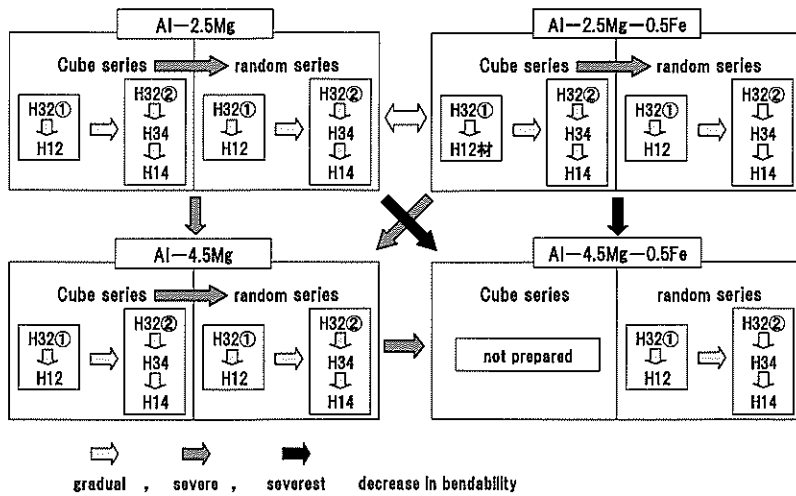 Al-2.5Mg
Cube series random series
H32①
H12
H32②
H34
H14
H32①
H12
H32②
H34
H14
Al-2.5Mg-0.5Fe
Cube series random series
H32①
H12材
H32②
H34
H14
H32①
H12
H32②
H34
H14
Al-4.5Mg
Cube series random series
H32①
H12
H32②
H34
H14
H32①
H12
H32②
H34
H14
Al-4.5Mg-0.5Fe
Cube series random series
not prepared
H32①
H12
H32②
H34
H14
gradual , severe , severest decrease in bendability